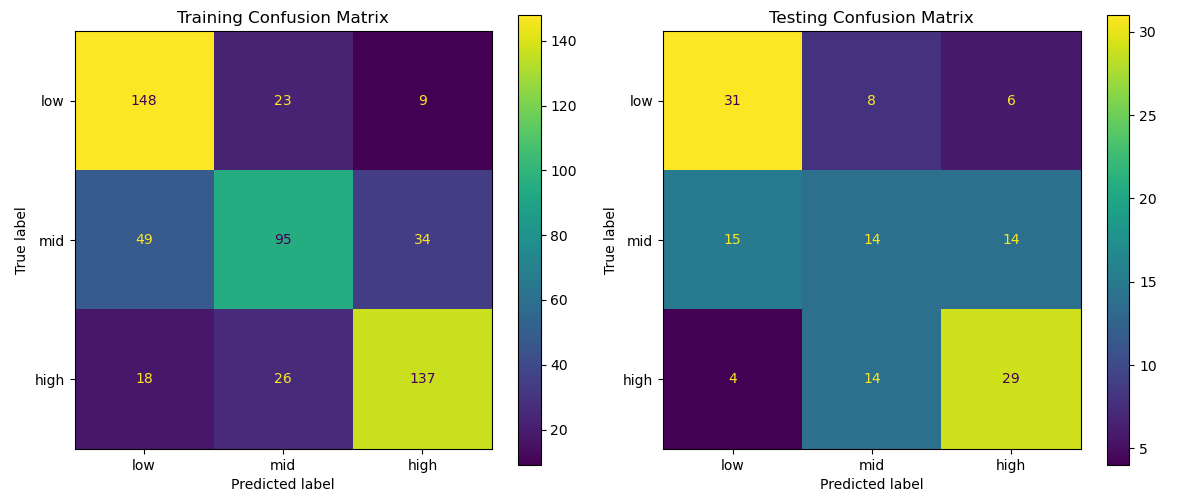 Training Confusion Matrix
True label
low
mid
high
148 23 9
49 95 34
18 26 137
low mid high
Predicted label
140
120
100
80
60
40
20
Testing Confusion Matrix
True label
low
mid
high
31 8 6
15 14 14
4 14 29
low mid high
Predicted label
30
25
20
15
10
5